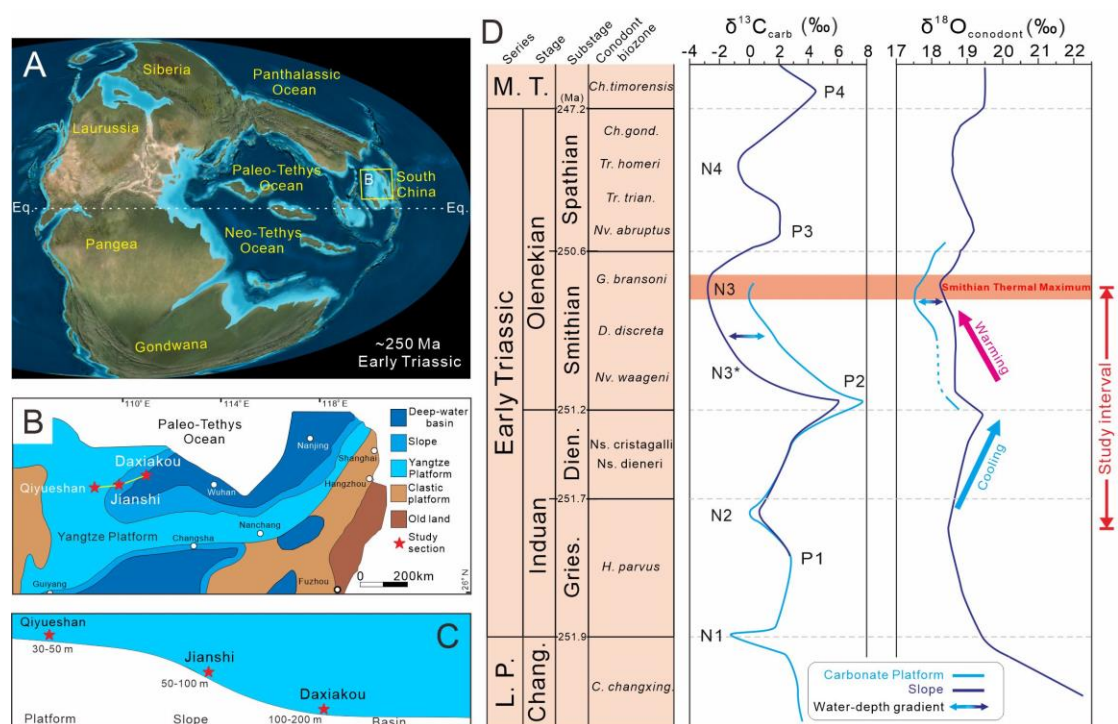 A
Siberia
Panthalassic
Ocean
Laurussia
Paleo-Tethys
Ocean
B
South
China
Eq.
Eq.
Pangea
Neo-Tethys
Ocean
Gondwana
~250 Ma
Early Triassic
B
110° E
114° E
118° E
Paleo-Tethys
Ocean
Nanjing
Shanghai
Hangzhou
Daxiakou
Qiyueshan
Jianshi
Wuhan
Nanchang
Yangtze Platform
Changsha
Guiyang
Fuzhou
Deep-water
basin
Slope
Yangtze
Platform
Clastic
platform
Old land
Study
section
0 200km
26° N
C
Qiyueshan
30-50 m
Jianshi
50-100 m
Daxiakou
100-200 m
Platform Slope Basin
D
Series
Stage
Substage
Conodont
biozone
δ13Ccarb (‰)
-4 -2 0 2 4 6 8
δ18Oconodont (‰)
17 18 19 20 21 22
M. T.
(Ma)
Ch.timorensis
P4
247.2
Early Triassic
Olenekian
Spathian
Ch.gond.
Tr. homeri
Tr. trian.
Nv. abruptus
N4
P3
250.6
Smithian
G. bransoni
D. discreta
Nv. waageni
N3
Smithian Thermal Maximum
N3*
P2
Warming
251.2
Induan
Dien.
Ns. cristagalli
Ns. dieneri
Cooling
251.7
Gries.
H. parvus
N2
P1
N1
251.9
L. P.
Chang.
C. changxing.
Study interval
Carbonate Platform
Slope
Water-depth gradient